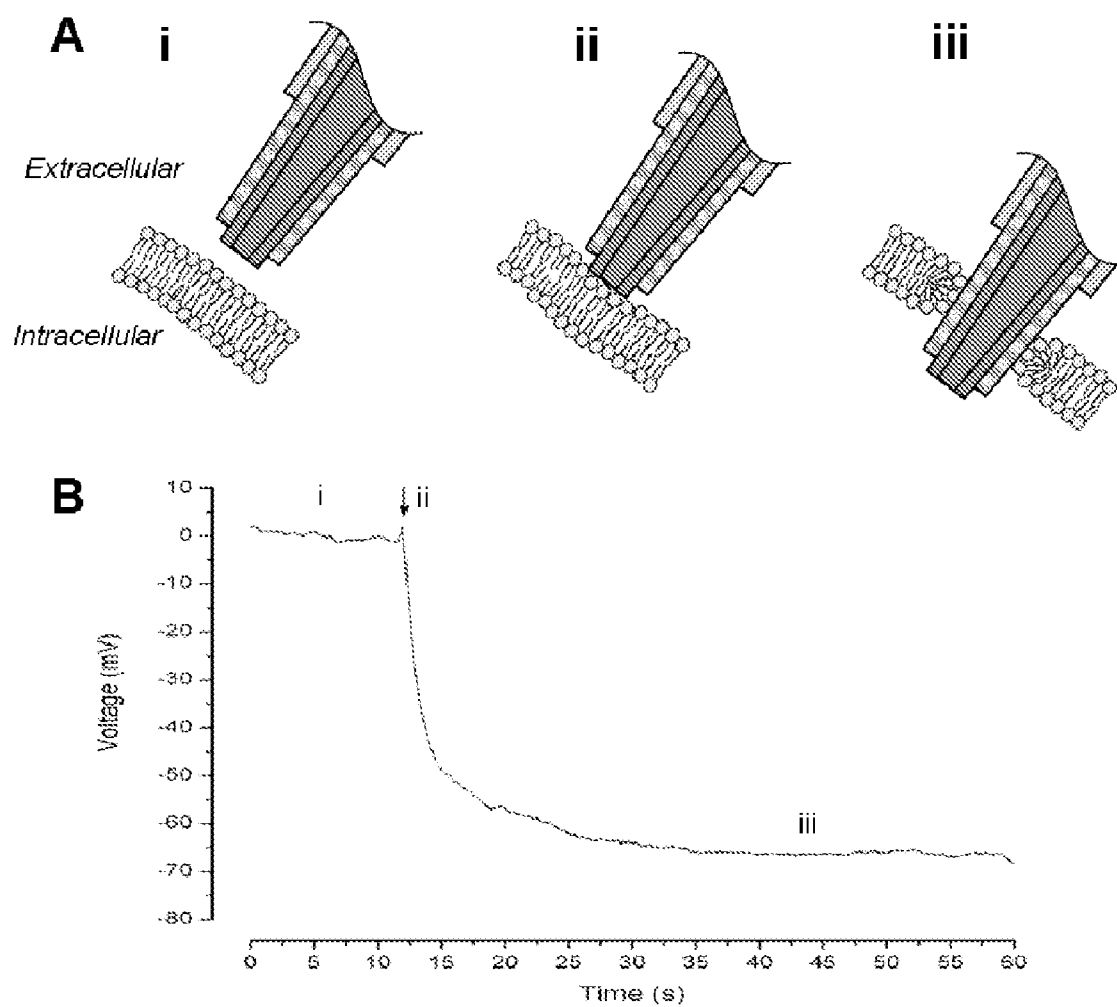 A i ii iii
Extracellular
Intracellular
B
i ii
iii
10
0
-10
-20
-30
-40
-50
-60
-70
-80
Voltage (mV)
0 5 10 15 20 25 30 35 40 45 50 55 60
Time (s)